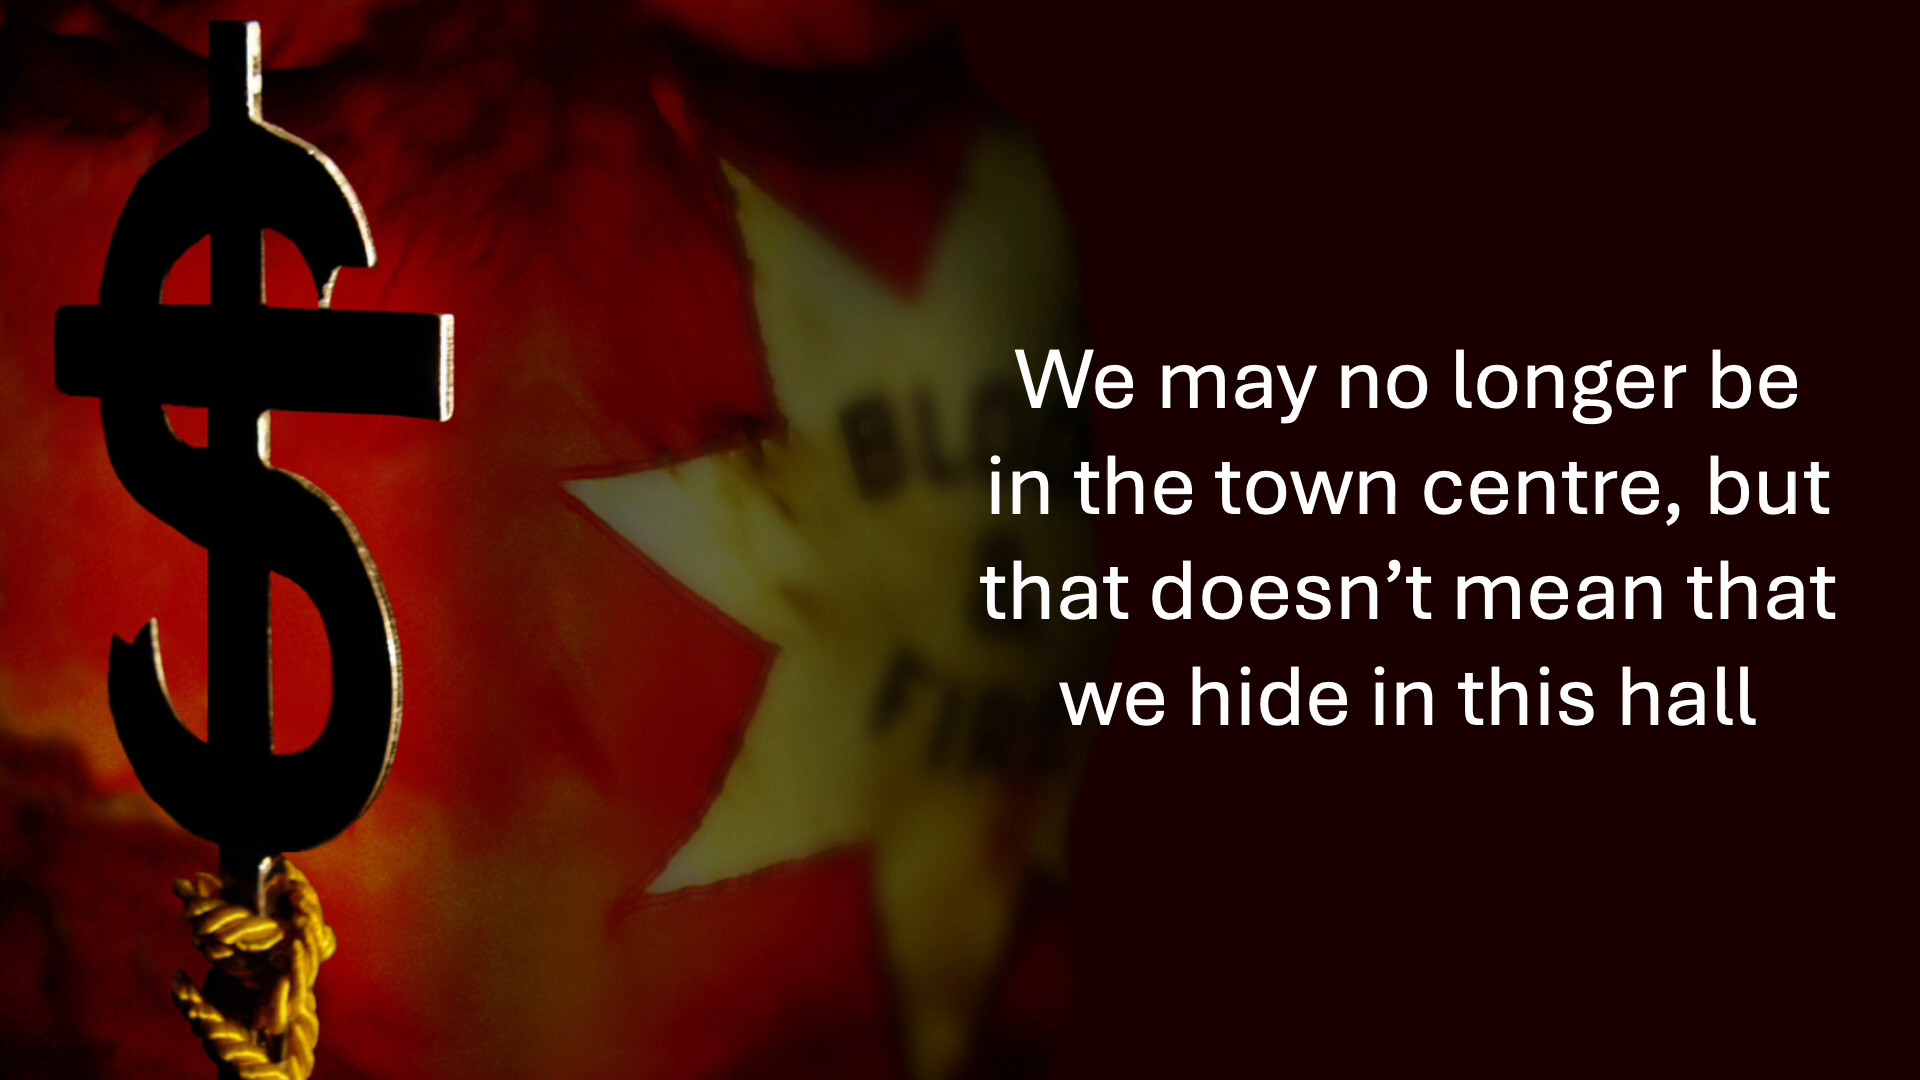 We may no longer be
in the town centre, but
that doesn’t mean that
we hide in this hall